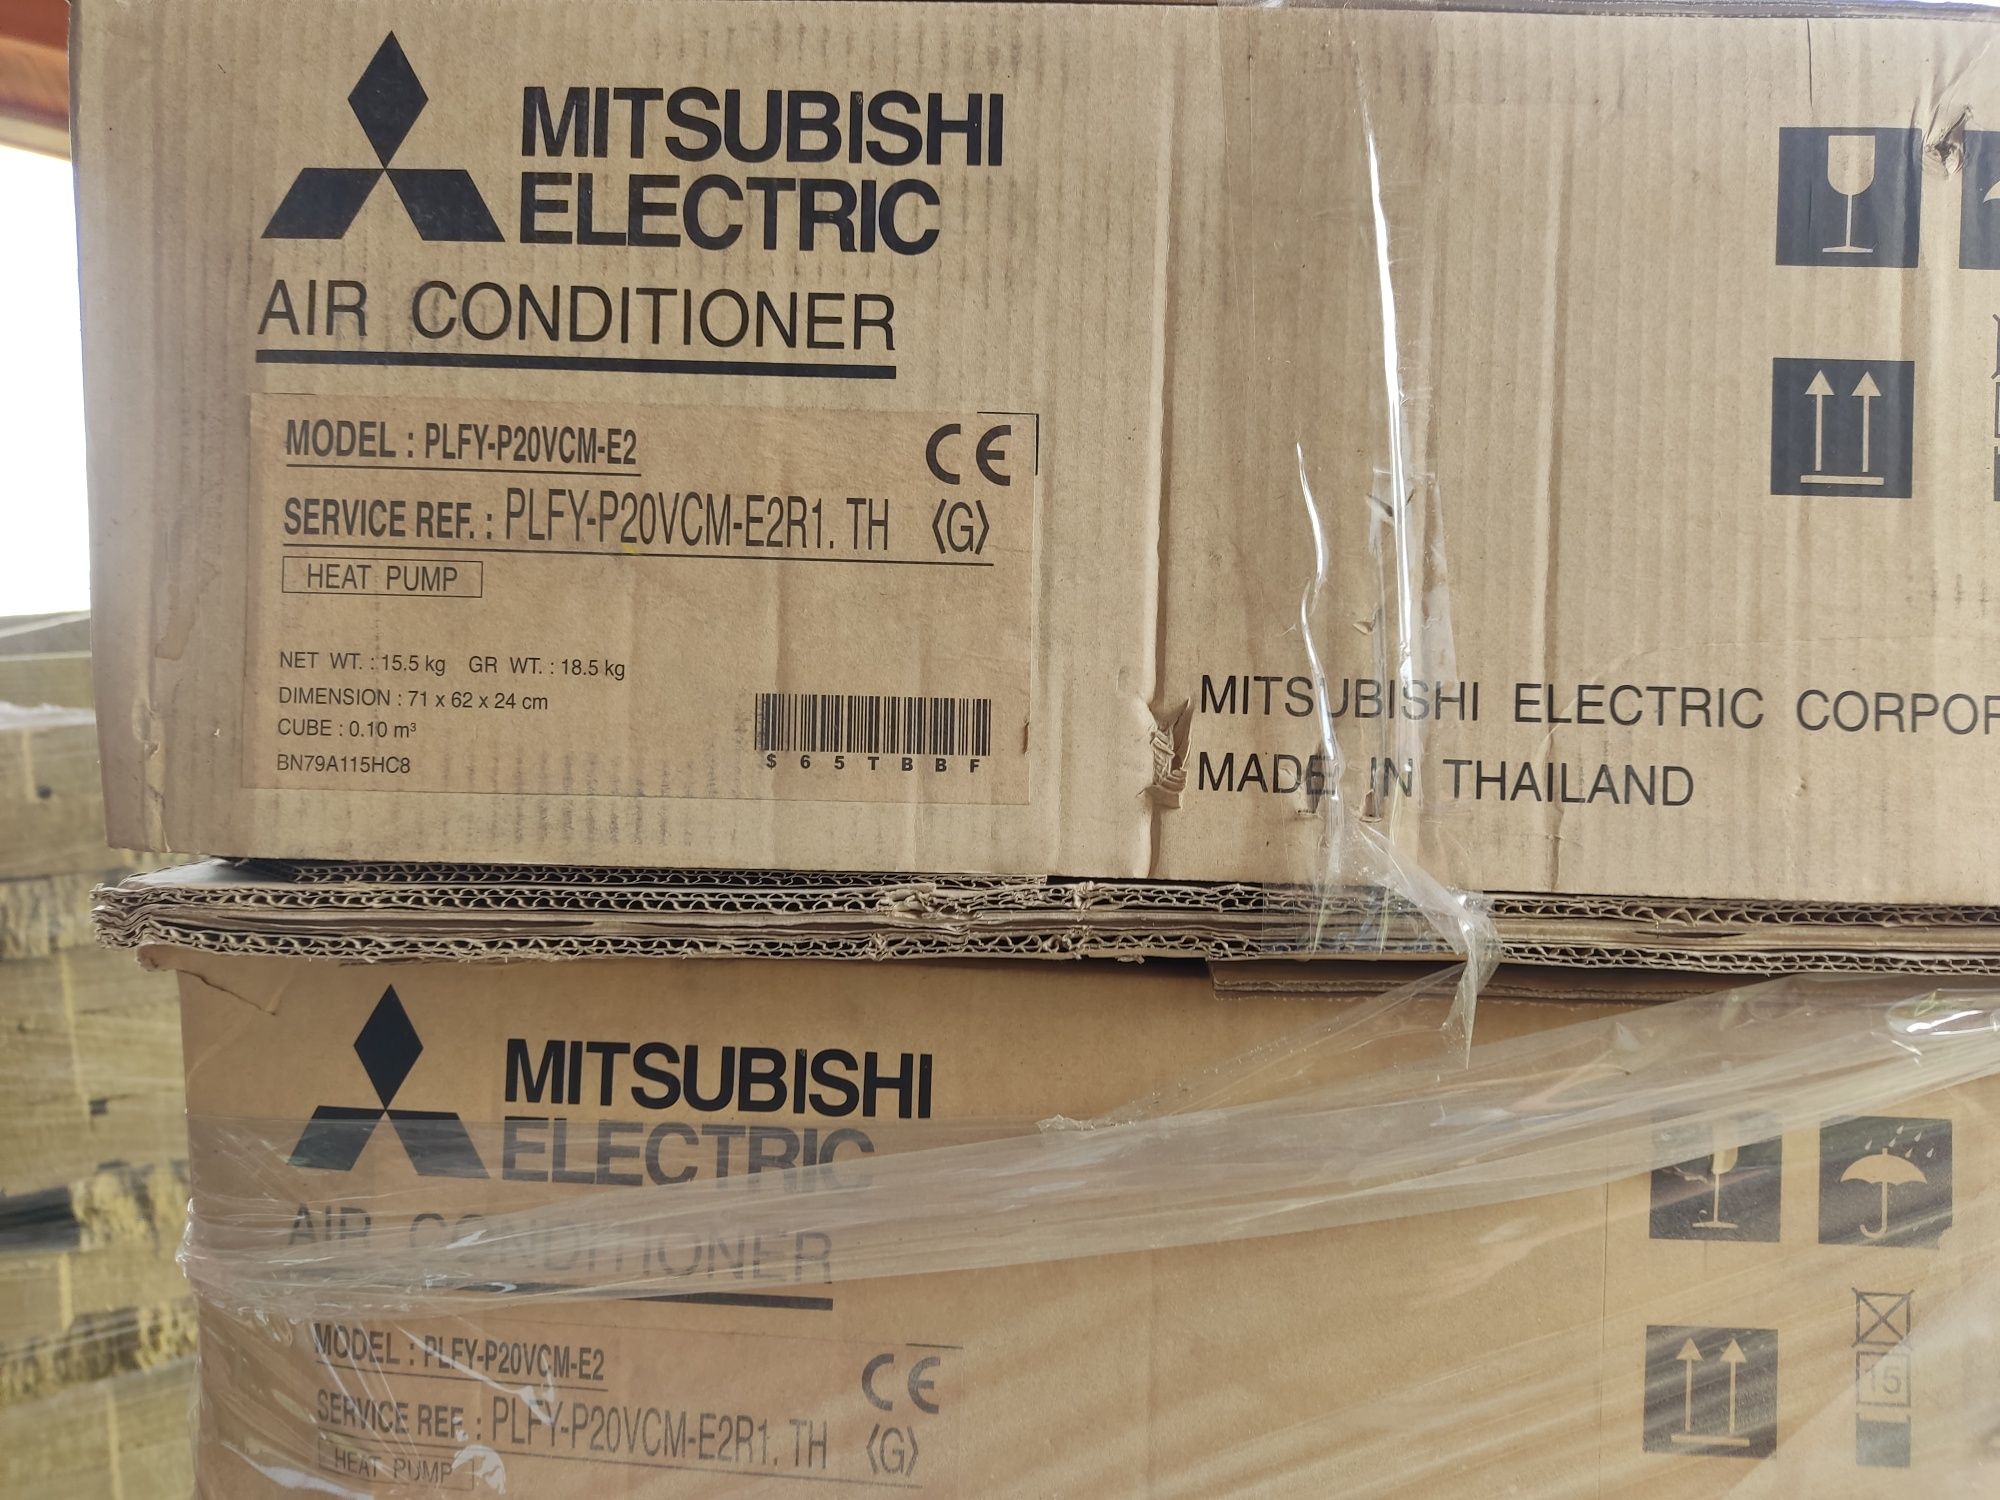 MITSUBISHI
ELECTRIC
AIR CONDITIONER
MODEL : PLFY-P20VCM-E2
CE
SERVICE REF. : PLFY-P20VCM-E2R1. TH 〈G〉
HEAT PUMP
NET WT. : 15.5 kg GR WT. : 18.5 kg
DIMENSION : 71 x 62 x 24 cm
CUBE : 0.10 m³
BN79A115HC8
$ 6 5 T B B F
MITSUBISHI ELECTRIC CORPOR
MADE IN THAILAND
MITSUBISHI
ELECTRIC
AIR CONDITIONER
MODEL : PLFY-P20VCM-E2
CE
SERVICE REF. : PLFY-P20VCM-E2R1. TH 〈G〉
HEAT PUMP
15